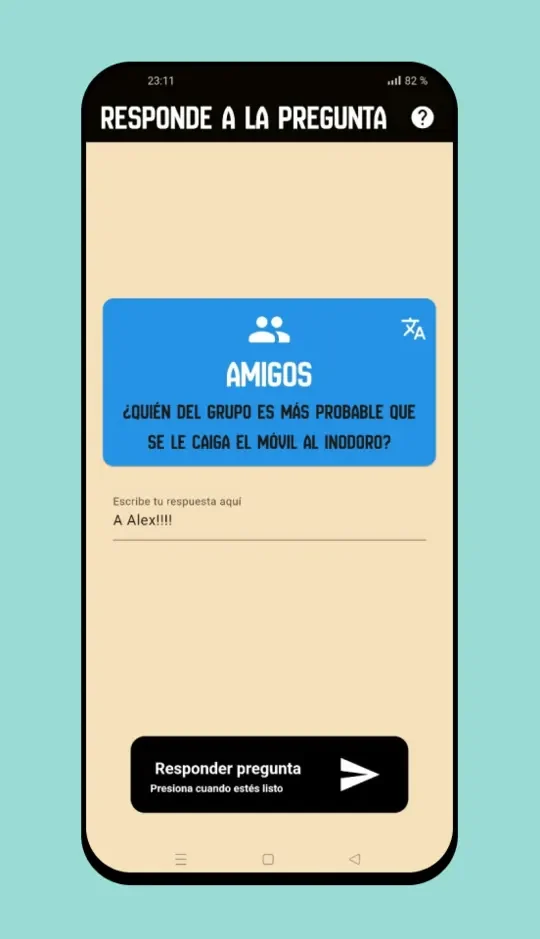 23:11
82 %
RESPONDE A LA PREGUNTA
?
AMIGOS
¿QUIÉN DEL GRUPO ES MÁS PROBABLE QUE
SE LE CAIGA EL MÓVIL AL INODORO?
Escribe tu respuesta aquí
A Alex!!!!
Responder pregunta
Presiona cuando estés listo